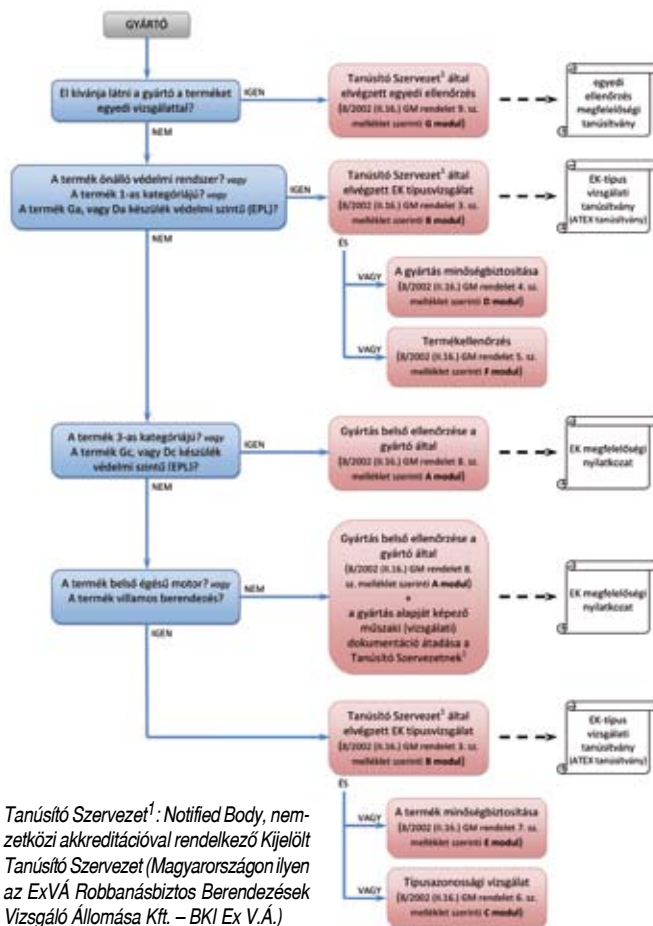 GYÁRTÓ
El kívánja látni a gyártó a terméket
egyedi vizsgálattal?
IGEN
NEM
Tanúsító Szervezet¹ által
elvégzett egyedi ellenőrzés
(8/2002 (II.16.) GM rendelet 9. sz.
melléklet szerinti G modul)
egyedi
ellenőrzés
megfelelőségi
tanúsítvány
A termék önálló védelmi rendszer? vagy
A termék 1-as kategóriájú? vagy
A termék Ga, vagy Da készülék védelmi szintű (EPL)?
IGEN
NEM
Tanúsító Szervezet¹ által
elvégzett EK típusvizsgálat
(8/2002 (II.16.) GM rendelet 3. sz.
melléklet szerinti B modul)
EK-típus
vizsgálati
tanúsítvány
(ATEX tanúsítvány)
ÉS
VAGY
A gyártás minőségbiztosítása
(8/2002 (II.16.) GM rendelet 4. sz.
melléklet szerinti D modul)
VAGY
Termékellenőrzés
(8/2002 (II.16.) GM rendelet 5. sz.
melléklet szerinti F modul)
A termék 3-as kategóriájú? vagy
A termék Gc, vagy Dc készülék
védelmi szintű (EPL)?
IGEN
NEM
Gyártás belső ellenőrzése a
gyártó által
(8/2002 (II.16.) GM rendelet 8. sz.
melléklet szerinti A modul)
EK megfelelőségi
nyilatkozat
A termék belső égésű motor? vagy
A termék villamos berendezés?
NEM
IGEN
Gyártás belső ellenőrzése a
gyártó által
(8/2002 (II.16.) GM rendelet 8.
sz. melléklet szerinti A modul)
+
a gyártás alapját képező
műszaki (vizsgálati)
dokumentáció átadása a
Tanúsító Szervezetnek¹
EK megfelelőségi
nyilatkozat
Tanúsító Szervezet¹ által
elvégzett EK típusvizsgálat
(8/2002 (II.16.) GM rendelet 3. sz.
melléklet szerinti B modul)
EK-típus
vizsgálati
tanúsítvány
(ATEX tanúsítvány)
ÉS
VAGY
A termék minőségbiztosítása
(8/2002 (II.16.) GM rendelet 7. sz.
melléklet szerinti E modul)
VAGY
Típusazonossági vizsgálat
(8/2002 (II.16.) GM rendelet 6. sz.
melléklet szerinti C modul)
Tanúsító Szervezet¹: Notified Body, nem-
zetközi akkreditációval rendelkező Kijelölt
Tanúsító Szervezet (Magyarországon ilyen
az ExVÁ Robbanásbiztos Berendezések
Vizsgáló Állomása Kft. – BKI Ex V.Á.)